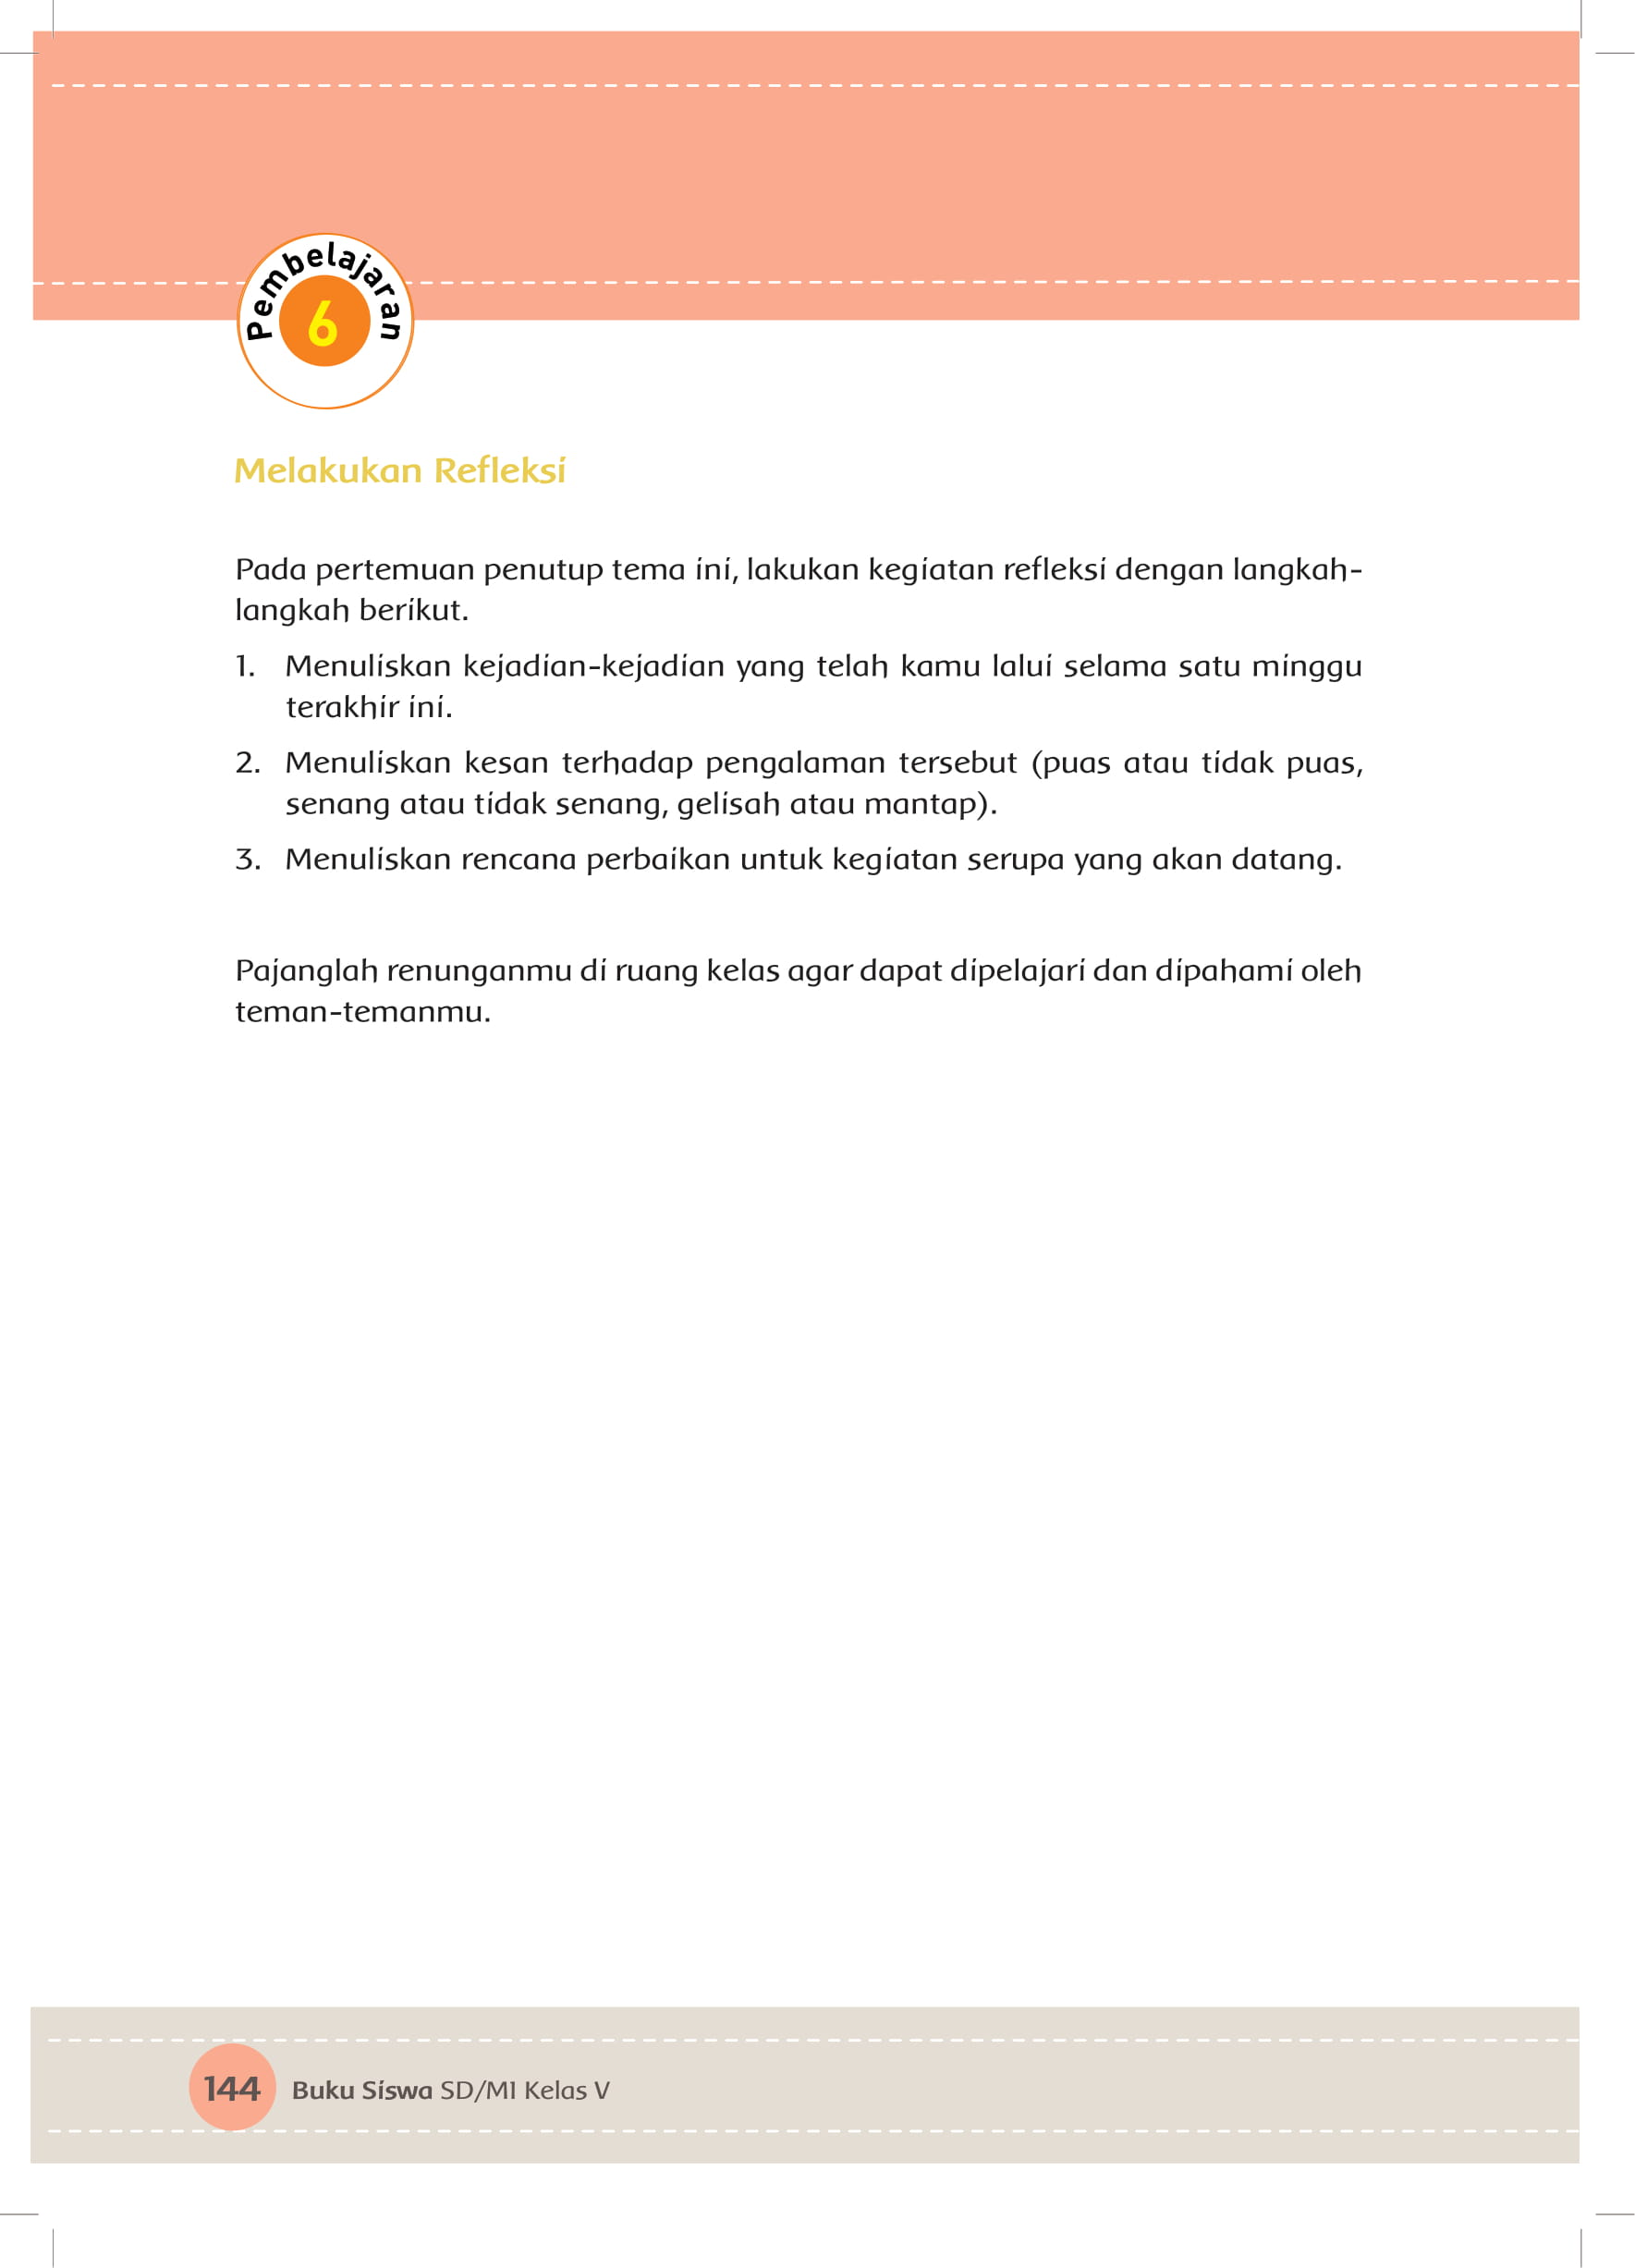 Pembelajaran
6
Melakukan Refleksi
Pada pertemuan penutup tema ini, lakukan kegiatan refleksi dengan langkah-
langkah berikut.
1. Menuliskan kejadian-kejadian yang telah kamu lalui selama satu minggu
terakhir ini.
2. Menuliskan kesan terhadap pengalaman tersebut (puas atau tidak puas,
senang atau tidak senang, gelisah atau mantap).
3. Menuliskan rencana perbaikan untuk kegiatan serupa yang akan datang.
Pajanglah renunganmu di ruang kelas agar dapat dipelajari dan dipahami oleh
teman-temanmu.
144 Buku Siswa SD/MI Kelas V